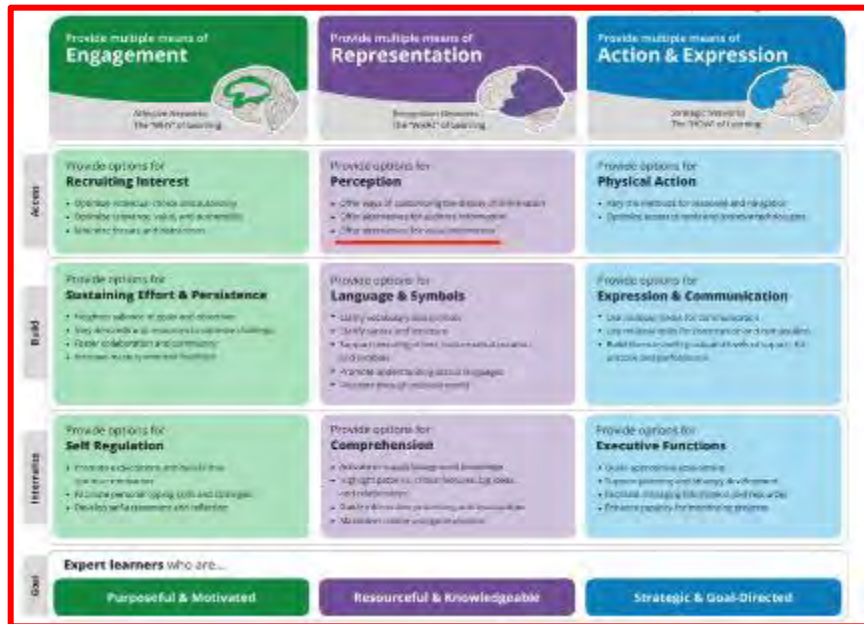 Provide multiple means of
Engagement
Affective Networks
The "WHY" of Learning
Provide multiple means of
Representation
Recognition Networks
The "WHAT" of Learning
Provide multiple means of
Action & Expression
Strategic Networks
The "HOW" of Learning
Access
Provide options for
Recruiting Interest
• Optimize individual choice and autonomy
• Optimize relevance, value, and authenticity
• Minimize threats and distractions
Provide options for
Perception
• Offer ways of customizing the display of information
• Offer alternatives for auditory information
• Offer alternatives for visual information
Provide options for
Physical Action
• Vary the methods for response and navigation
• Optimize access to tools and assistive technologies
Build
Provide options for
Sustaining Effort & Persistence
• Heighten salience of goals and objectives
• Vary demands and resources to optimize challenge
• Foster collaboration and community
• Increase mastery-oriented feedback
Provide options for
Language & Symbols
• Clarify vocabulary and symbols
• Clarify syntax and structure
• Support decoding of text, mathematical notation,
and symbols
• Promote understanding across languages
• Illustrate through multiple media
Provide options for
Expression & Communication
• Use multiple media for communication
• Use multiple tools for construction and composition
• Build fluencies with graduated levels of support for
practice and performance
Internalize
Provide options for
Self Regulation
• Promote expectations and beliefs that
optimize motivation
• Facilitate personal coping skills and strategies
• Develop self-assessment and reflection
Provide options for
Comprehension
• Activate or supply background knowledge
• Highlight patterns, critical features, big ideas,
and relationships
• Guide information processing and visualization
• Maximize transfer and generalization
Provide options for
Executive Functions
• Guide appropriate goal-setting
• Support planning and strategy development
• Facilitate managing information and resources
• Enhance capacity for monitoring progress
Goal
Expert learners who are...
Purposeful & Motivated
Resourceful & Knowledgeable
Strategic & Goal-Directed